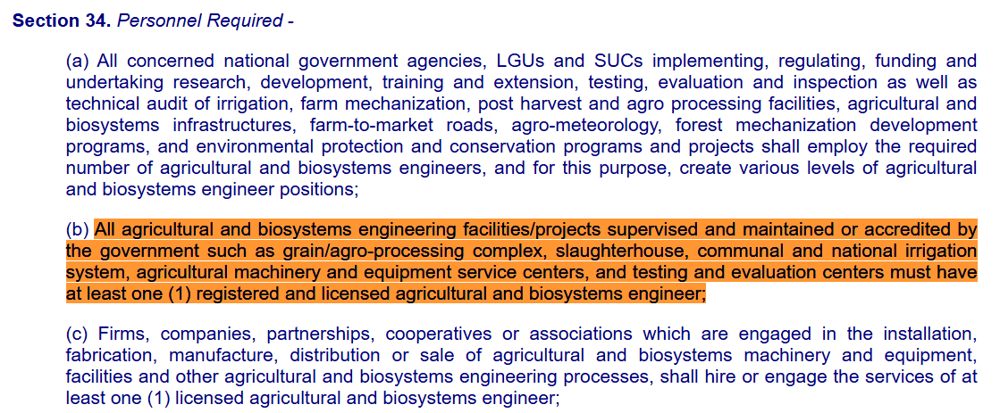 Section 34. Personnel Required -
(a) All concerned national government agencies, LGUs and SUCs implementing, regulating, funding and
undertaking research, development, training and extension, testing, evaluation and inspection as well as
technical audit of irrigation, farm mechanization, post harvest and agro processing facilities, agricultural and
biosystems infrastructures, farm-to-market roads, agro-meteorology, forest mechanization development
programs, and environmental protection and conservation programs and projects shall employ the required
number of agricultural and biosystems engineers, and for this purpose, create various levels of agricultural
and biosystems engineer positions;
(b) All agricultural and biosystems engineering facilities/projects supervised and maintained or accredited by
the government such as grain/agro-processing complex, slaughterhouse, communal and national irrigation
system, agricultural machinery and equipment service centers, and testing and evaluation centers must have
at least one (1) registered and licensed agricultural and biosystems engineer;
(c) Firms, companies, partnerships, cooperatives or associations which are engaged in the installation,
fabrication, manufacture, distribution or sale of agricultural and biosystems machinery and equipment,
facilities and other agricultural and biosystems engineering processes, shall hire or engage the services of at
least one (1) licensed agricultural and biosystems engineer;